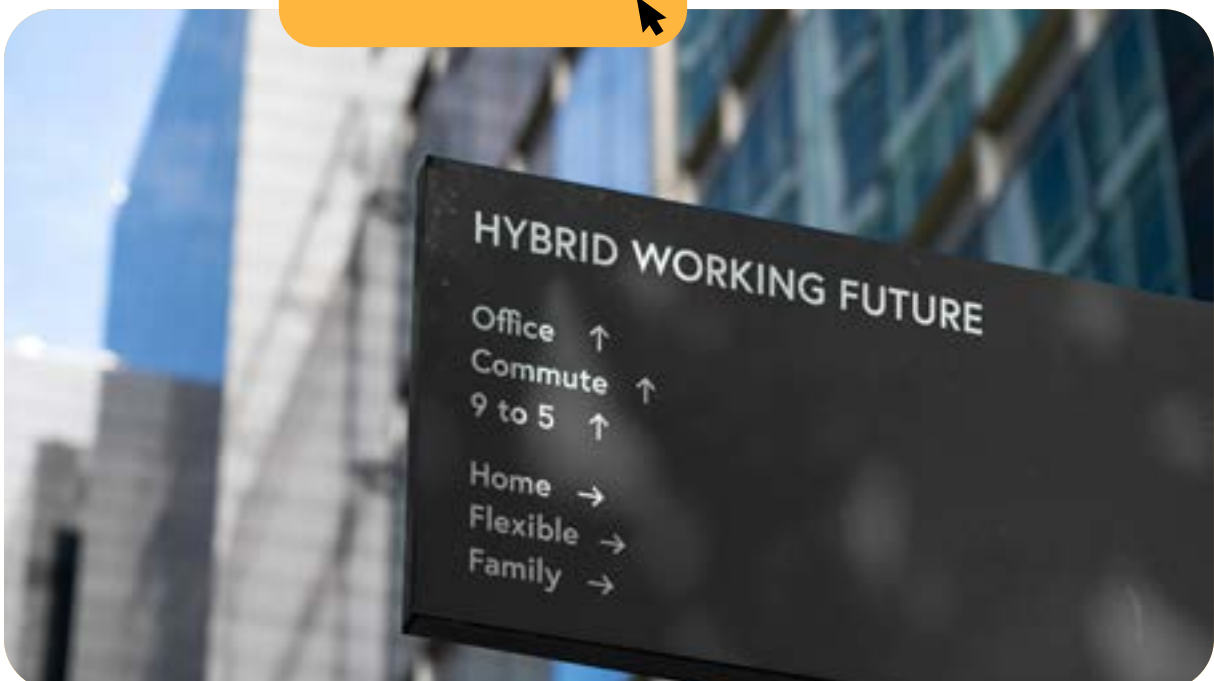 HYBRID WORKING FUTURE
Office ↑
Commute ↑
9 to 5 ↑
Home →
Flexible →
Family →